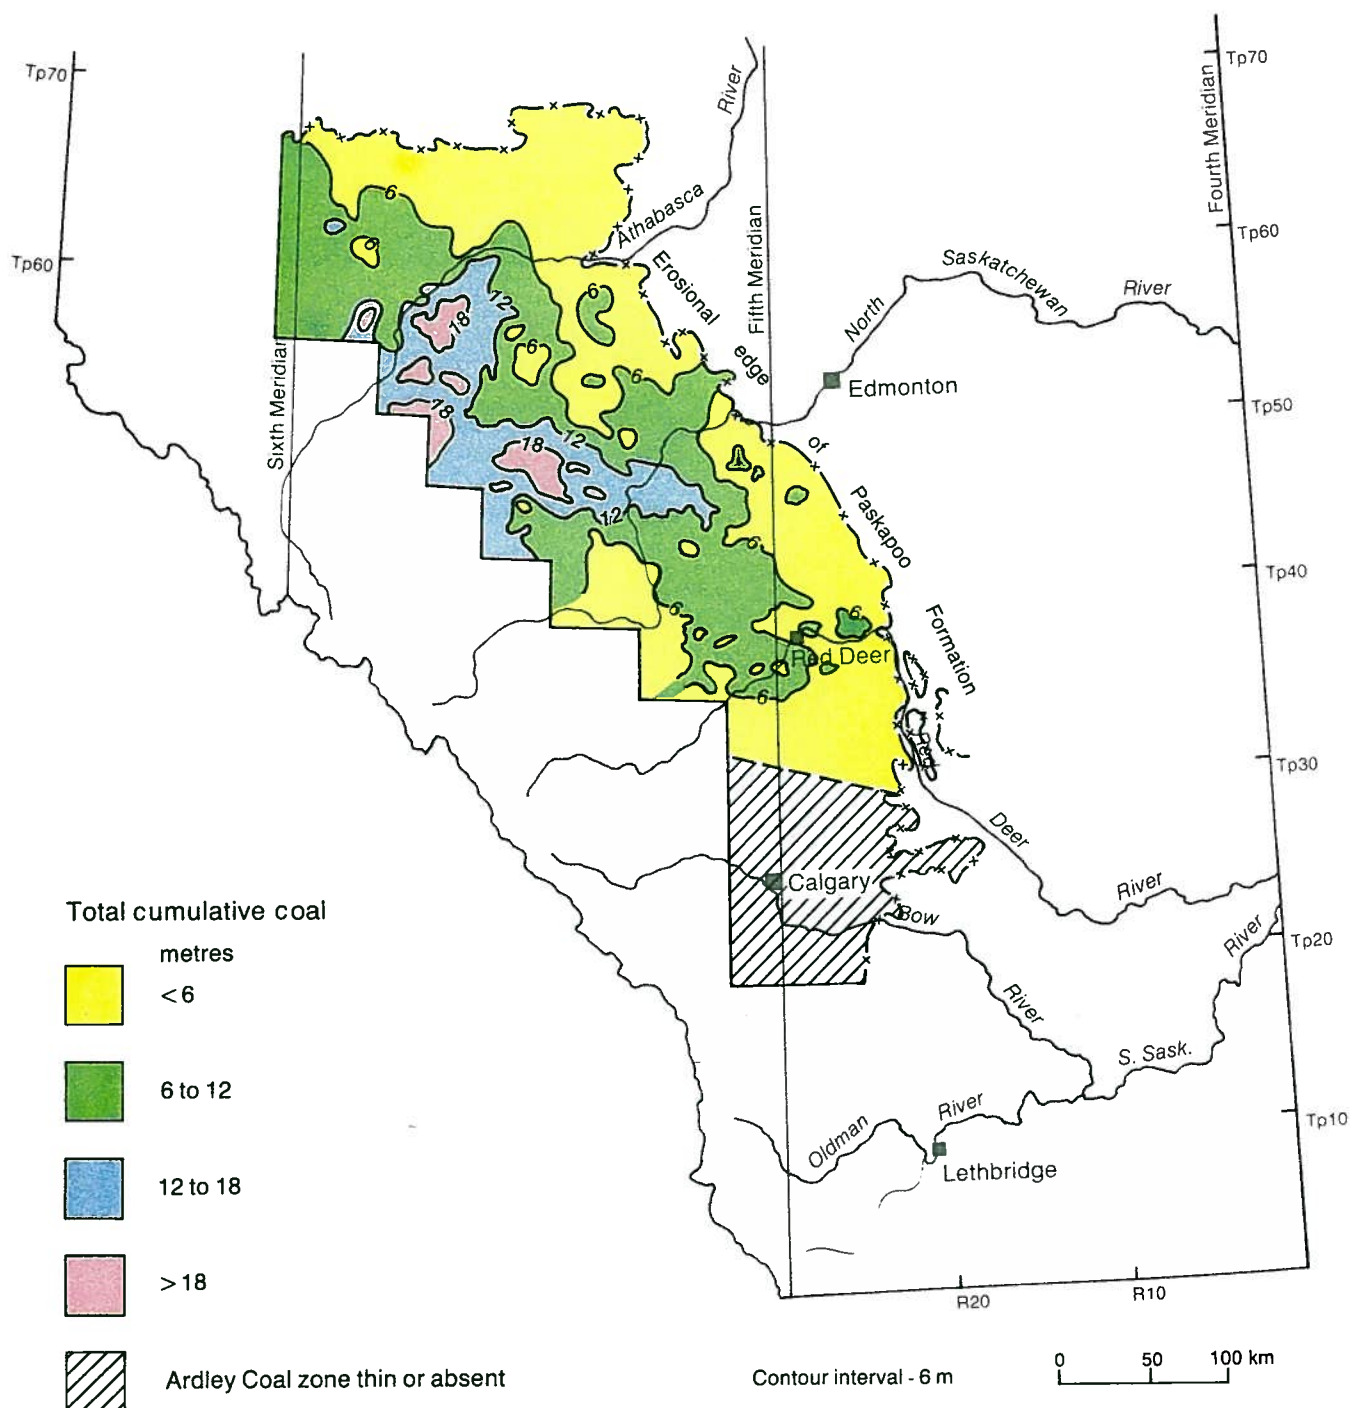 Tp70
Tp60
Sixth Meridian
Fifth Meridian
Fourth Meridian
Tp70
Tp60
Tp50
Tp40
Tp30
Tp20
Tp10
River
Athabasca
Erosional
edge
of
Paskapoo
Formation
North
Saskatchewan
River
Edmonton
6
6
6
12
18
6
6
18
18
12
12
6
6
6
6
Red Deer
Red
Deer
River
Calgary
Bow
River
River
S. Sask.
Oldman
River
Lethbridge
R20
R10
Total cumulative coal
metres
<6
6 to 12
12 to 18
>18
Ardley Coal zone thin or absent
Contour interval - 6 m
0 50 100 km